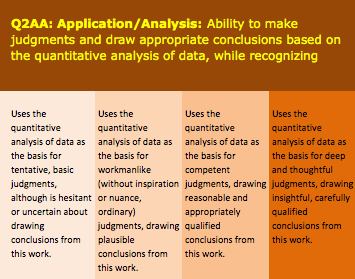 Q2AA: Application/Analysis: Ability to make
judgments and draw appropriate conclusions based on
the quantitative analysis of data, while recognizing
Uses the
quantitative
analysis of data as
the basis for
tentative, basic
judgments,
although is hesitant
or uncertain about
drawing
conclusions from
this work.
Uses the
quantitative
analysis of data as
the basis for
workmanlike
(without inspiration
or nuance,
ordinary)
judgments, drawing
plausible
conclusions from
this work.
Uses the
quantitative
analysis of data as
the basis for
competent
judgments, drawing
reasonable and
appropriately
qualified
conclusions from
this work.
Uses the
quantitative
analysis of data as
the basis for deep
and thoughtful
judgments, drawing
insightful, carefully
qualified
conclusions from
this work.